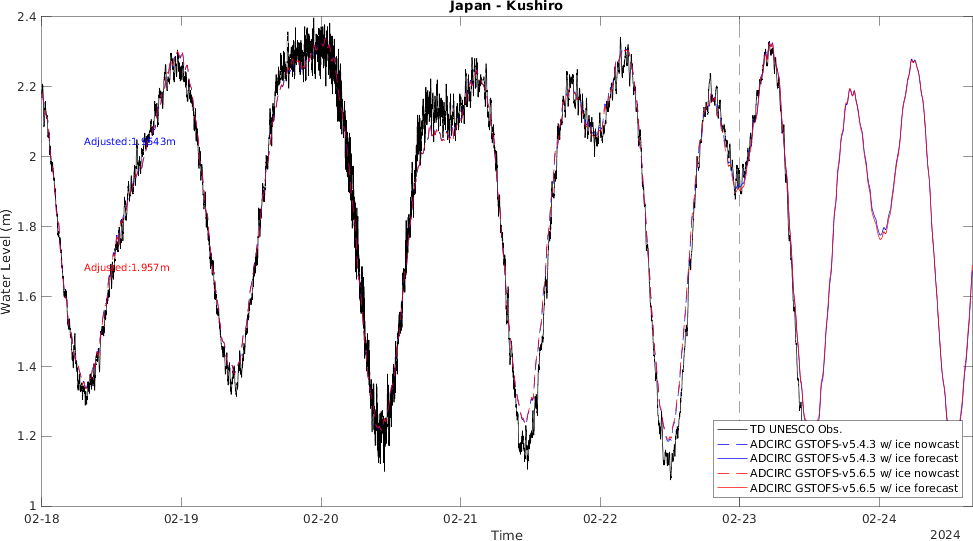 Japan - Kushiro
2.4
2.2
2
1.8
1.6
1.4
1.2
1
Water Level (m)
Adjusted:1.9543m
Adjusted:1.957m
TD UNESCO Obs.
ADCIRC GSTOFS-v5.4.3 w/ ice nowcast
ADCIRC GSTOFS-v5.4.3 w/ ice forecast
ADCIRC GSTOFS-v5.6.5 w/ ice nowcast
ADCIRC GSTOFS-v5.6.5 w/ ice forecast
02-18
02-19
02-20
02-21
02-22
02-23
02-24
Time
2024